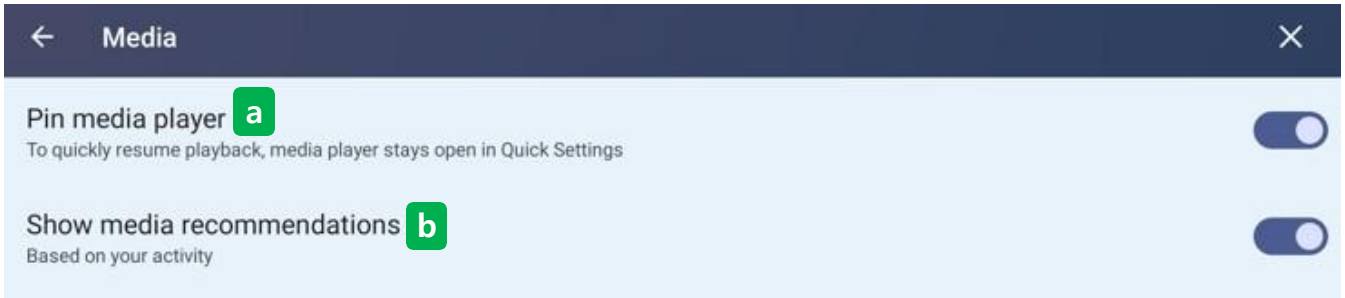 Media
Pin media player a
To quickly resume playback, media player stays open in Quick Settings
Show media recommendations b
Based on your activity